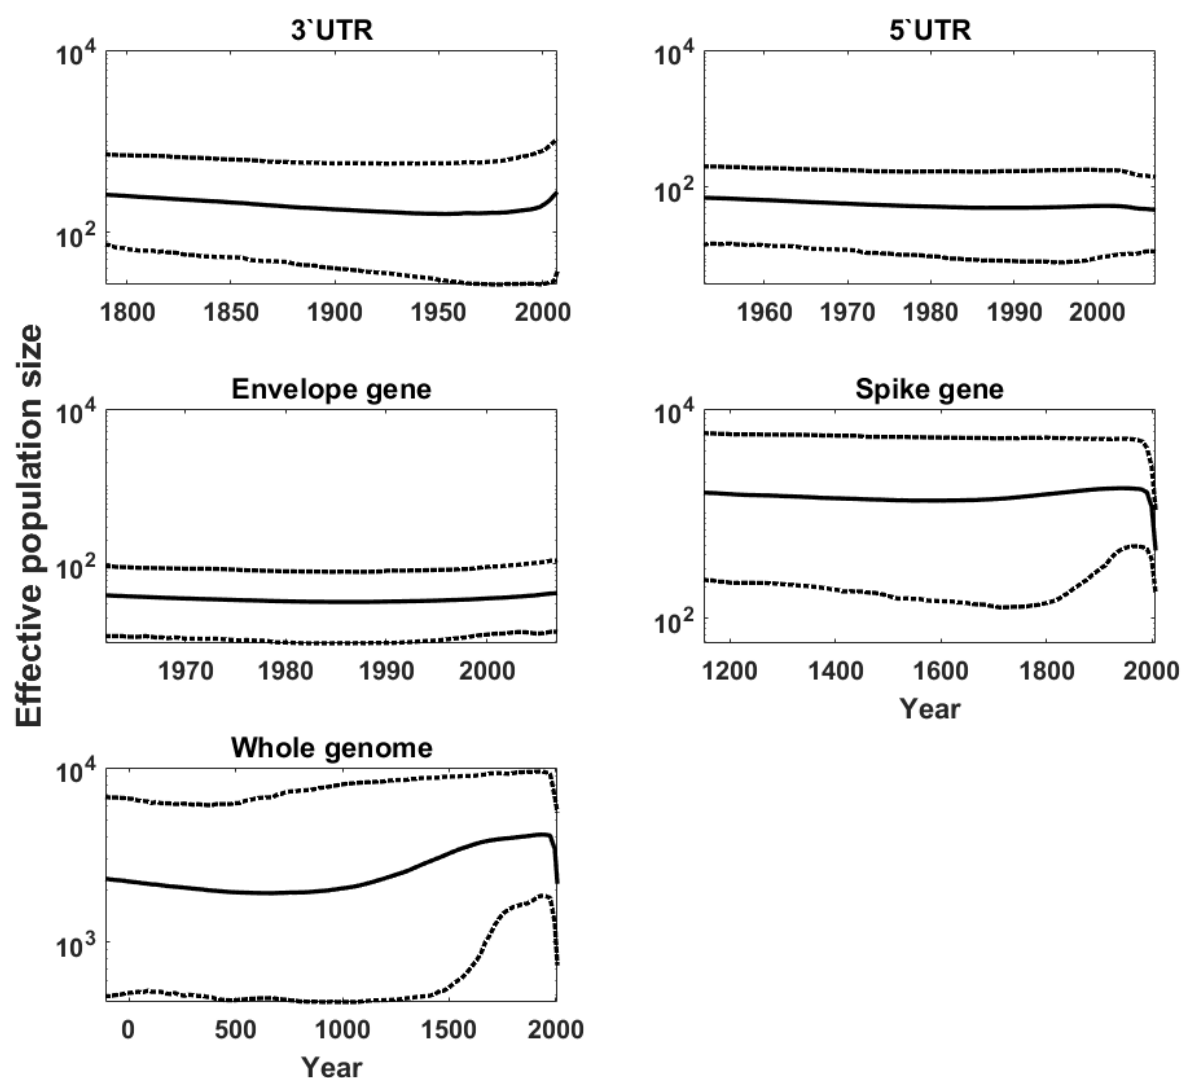 3`UTR
10^4
10^2
1800 1850 1900 1950 2000
5`UTR
10^4
10^2
1960 1970 1980 1990 2000
Effective population size
Envelope gene
10^4
10^2
1970 1980 1990 2000
Spike gene
10^4
10^2
1200 1400 1600 1800 2000
Year
Whole genome
10^4
10^3
0 500 1000 1500 2000
Year